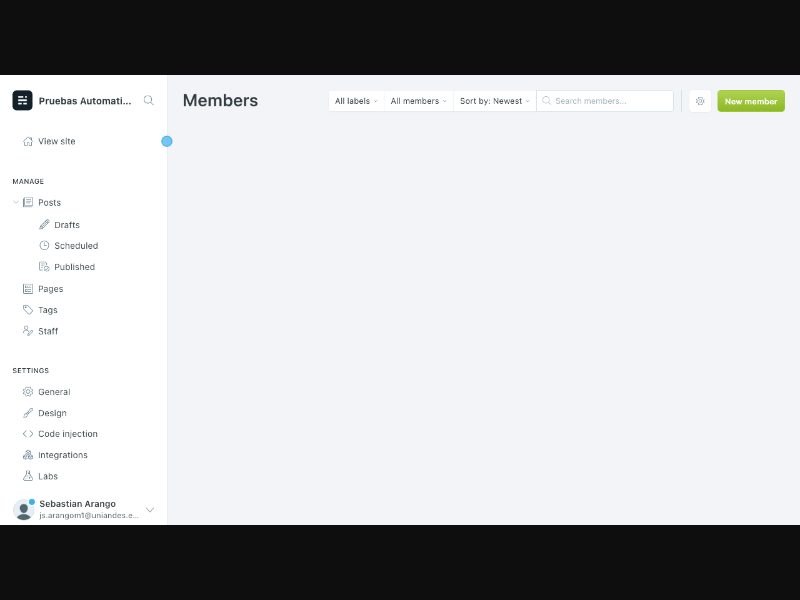 Pruebas Automati...
View site
MANAGE
Posts
Drafts
Scheduled
Published
Pages
Tags
Staff
SETTINGS
General
Design
Code injection
Integrations
Labs
Sebastian Arango
js.arangom1@uniandes.e...
Members
All labels
All members
Sort by: Newest
Search members...
New member